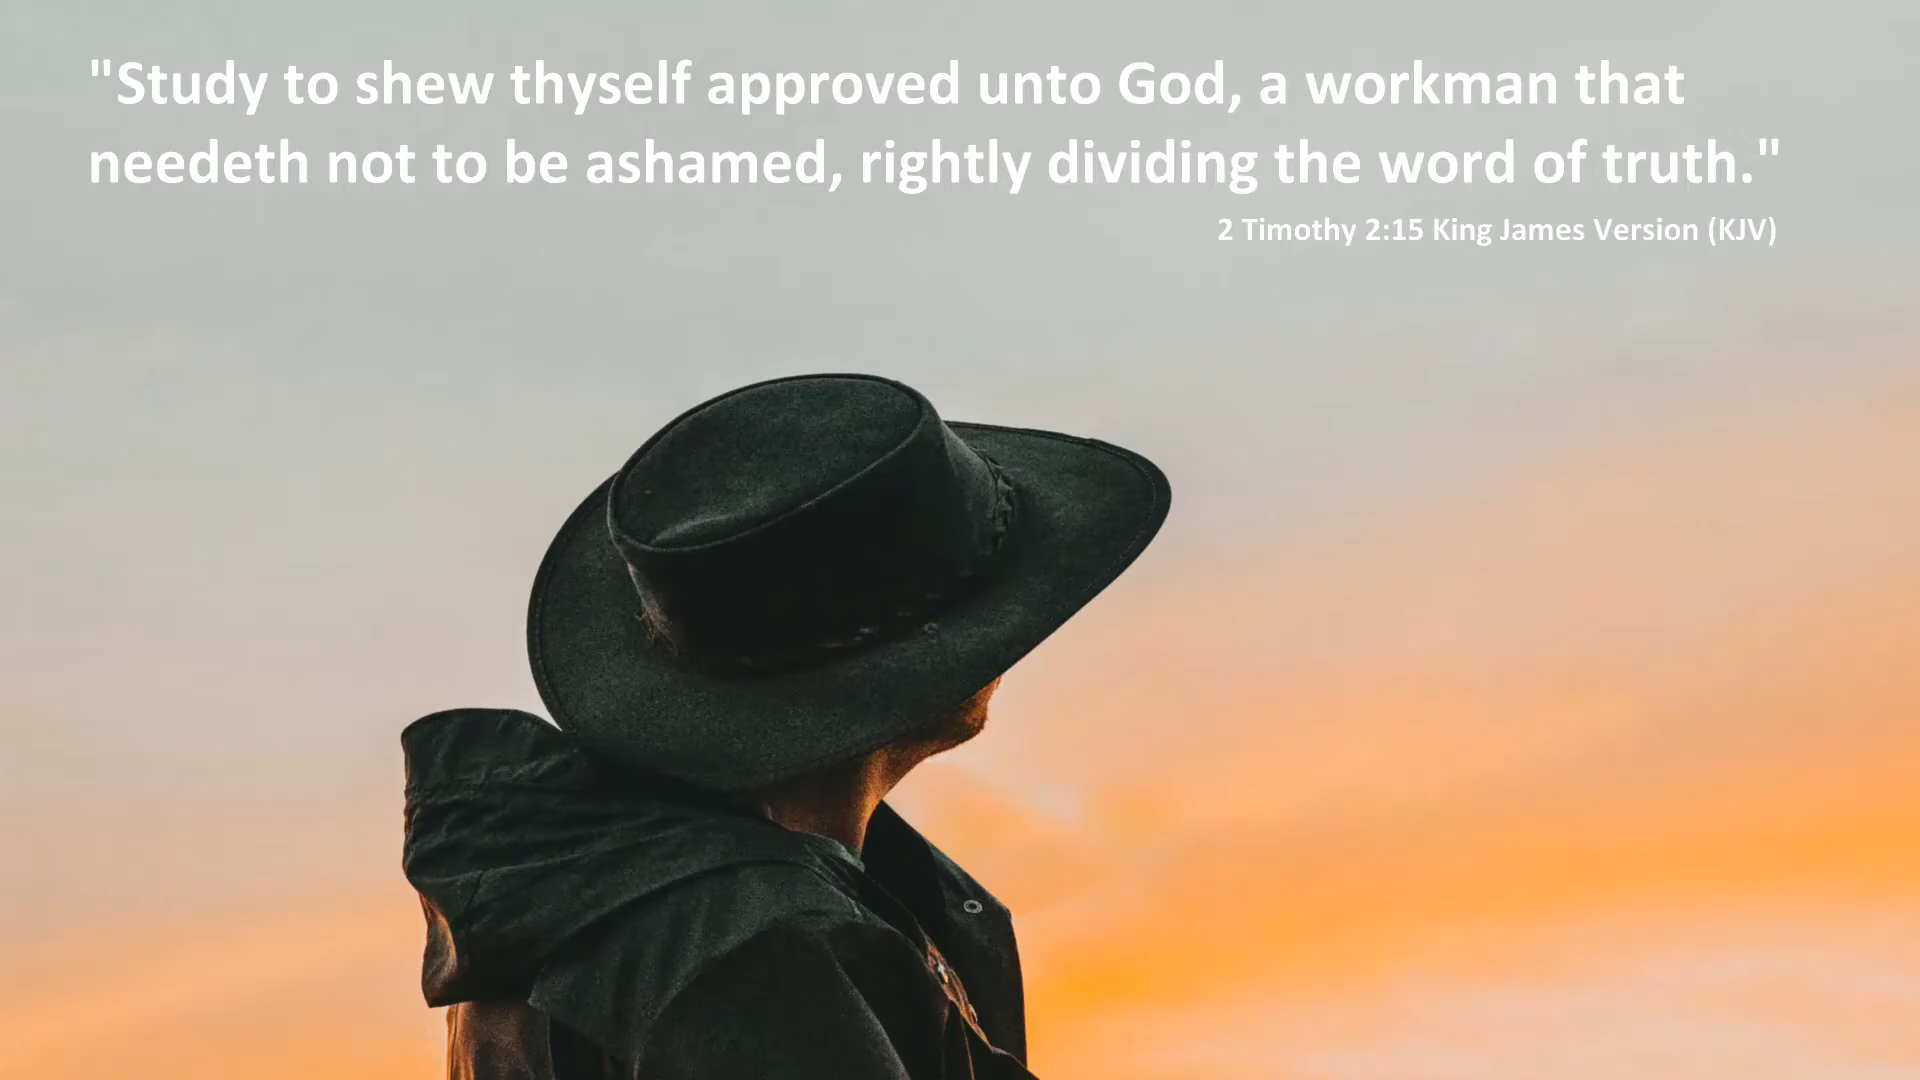 "Study to shew thyself approved unto God, a workman that
needeth not to be ashamed, rightly dividing the word of truth."
2 Timothy 2:15 King James Version (KJV)